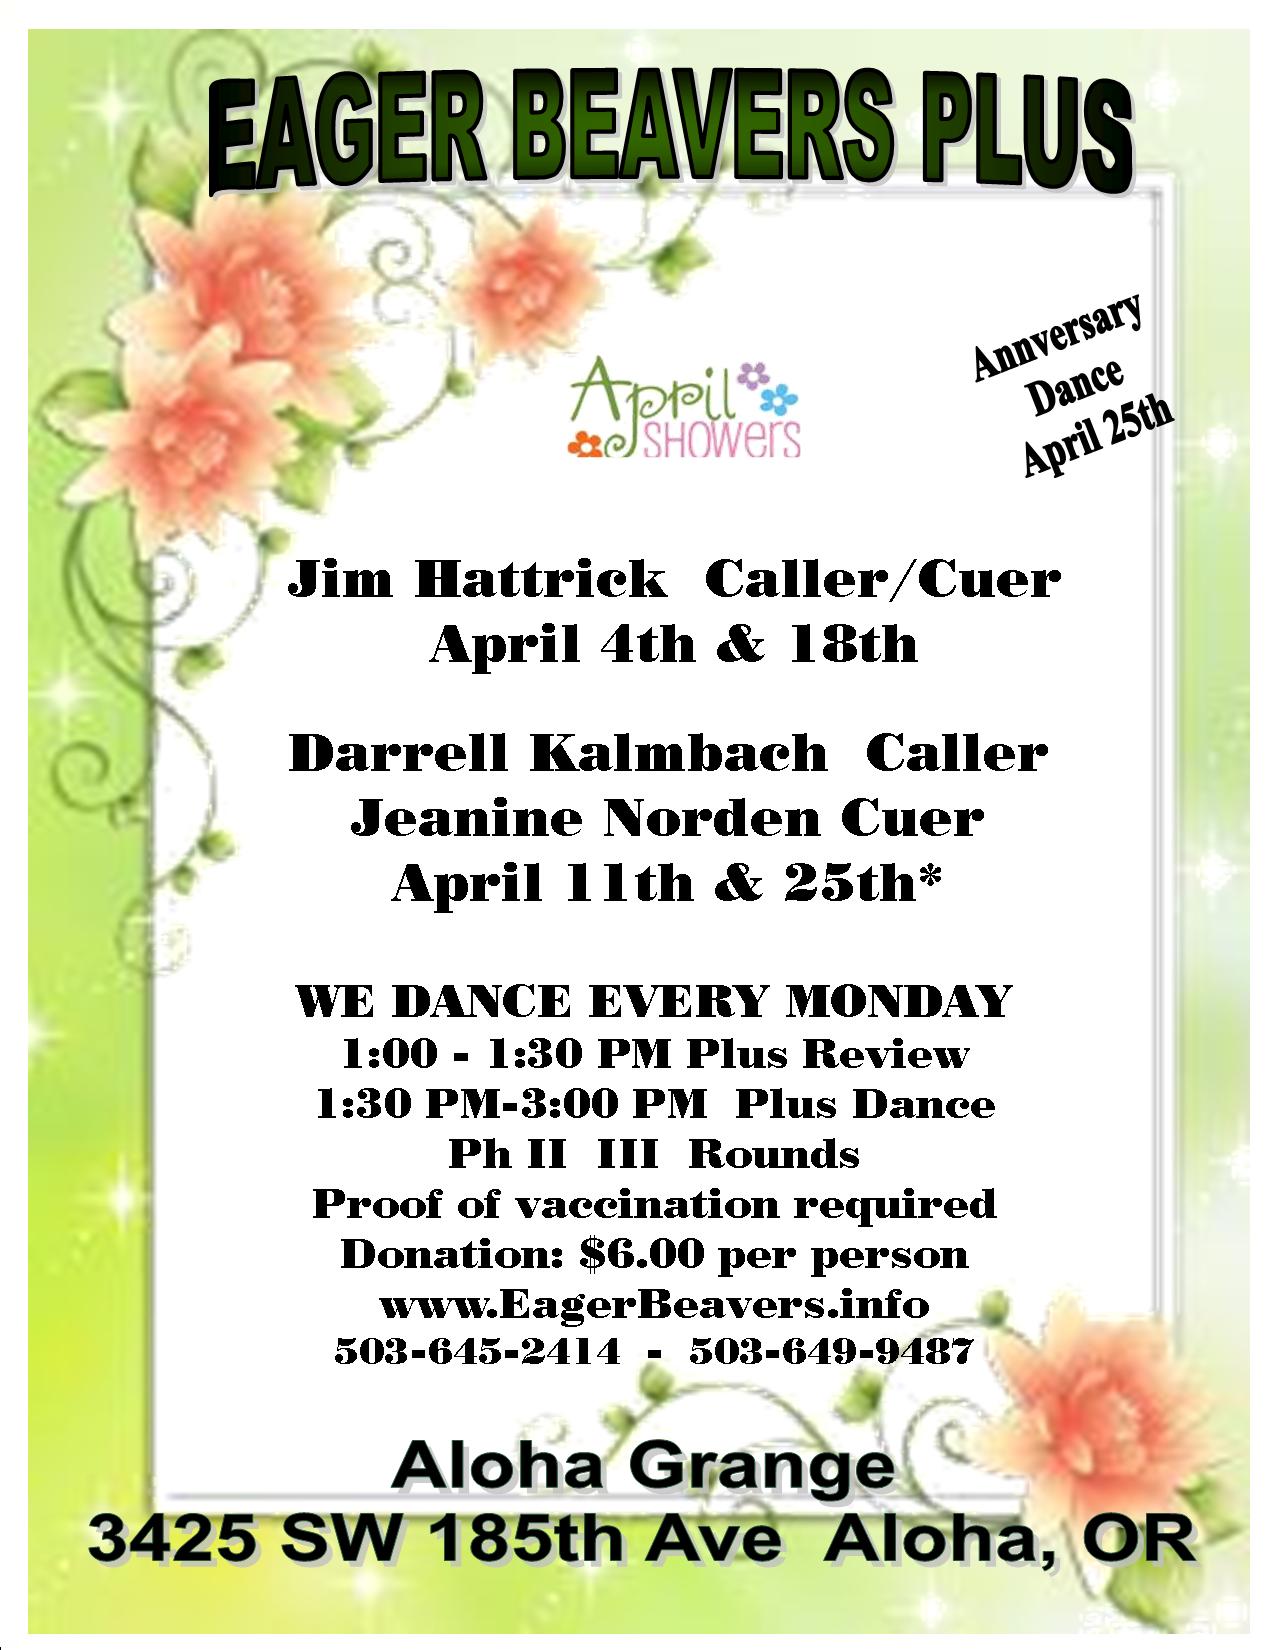 EAGER BEAVERS PLUS
Annversary
Dance
April 25th
April
SHOWERS
Jim Hattrick Caller/Cuer
April 4th & 18th
Darrell Kalmbach Caller
Jeanine Norden Cuer
April 11th & 25th*
WE DANCE EVERY MONDAY
1:00 - 1:30 PM Plus Review
1:30 PM-3:00 PM Plus Dance
Ph II III Rounds
Proof of vaccination required
Donation: $6.00 per person
www.EagerBeavers.info
503-645-2414 - 503-649-9487
Aloha Grange
3425 SW 185th Ave Aloha, OR